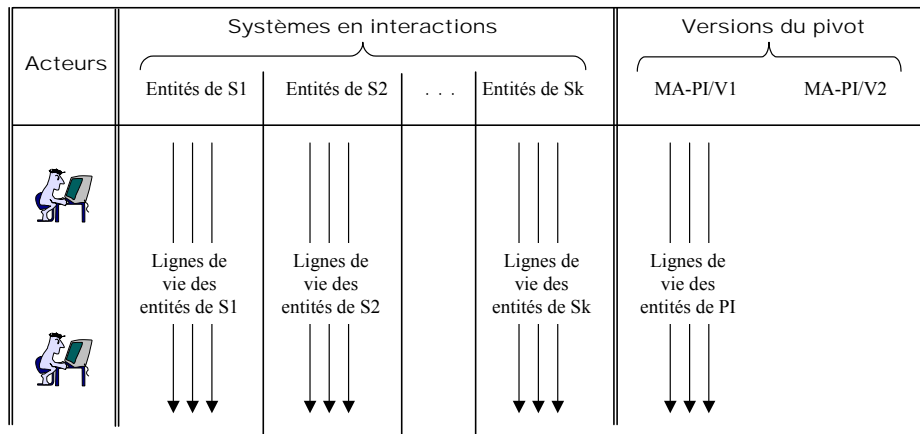 Systèmes en interactions
Versions du pivot
Acteurs
Entités de S1
Entités de S2
. . .
Entités de Sk
MA-PI/V1
MA-PI/V2
Lignes de
vie des
entités de S1
Lignes de
vie des
entités de S2
Lignes de
vie des
entités de Sk
Lignes de
vie des
entités de PI